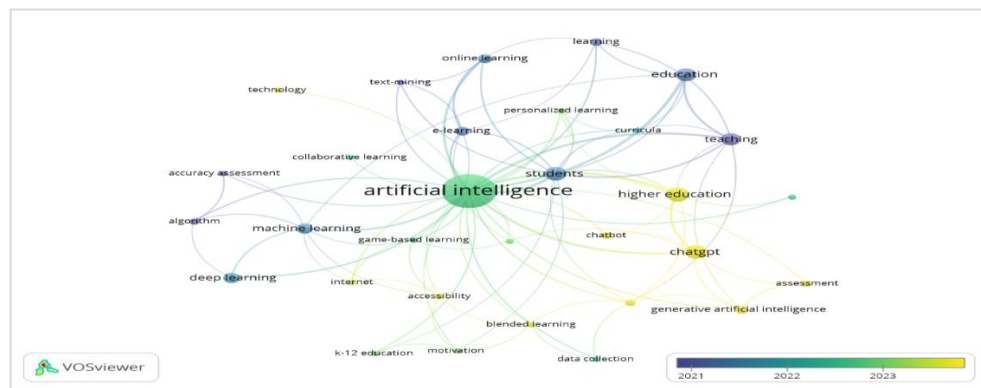 learning
online learning
education
text-mining
technology
personalized learning
e-learning
curricula
teaching
collaborative learning
accuracy assessment
students
artificial intelligence
higher education
algorithm
machine learning
game-based learning
chatbot
chatgpt
deep learning
internet
assessment
accessibility
generative artificial intelligence
blended learning
k-12 education
motivation
data collection
VOSviewer
2021 2022 2023